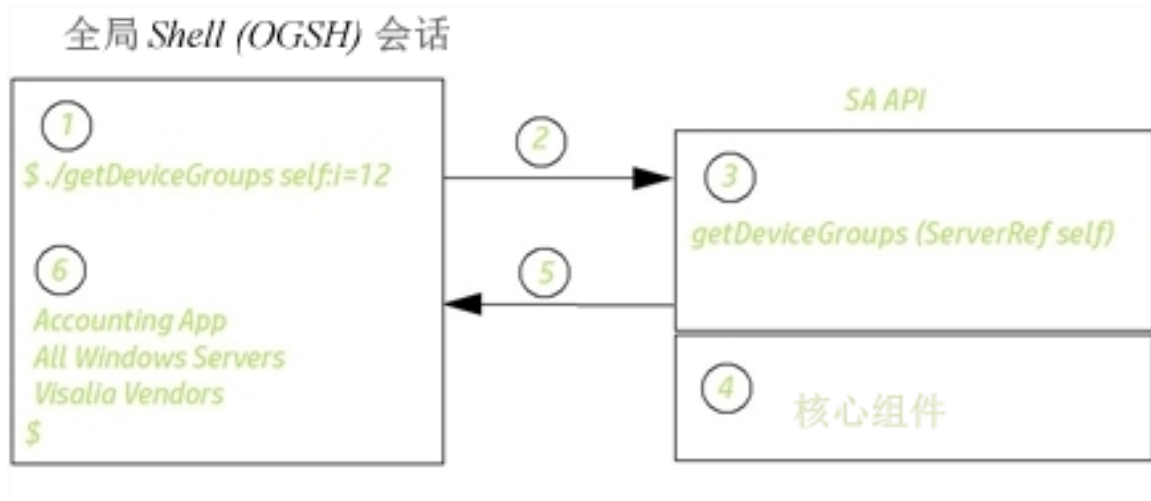 全局 Shell (OGSH) 会话
1
$ ./getDeviceGroups self:i=12
6
Accounting App
All Windows Servers
Visalia Vendors
$
2
5
SA API
3
getDeviceGroups (ServerRef self)
4
核心组件